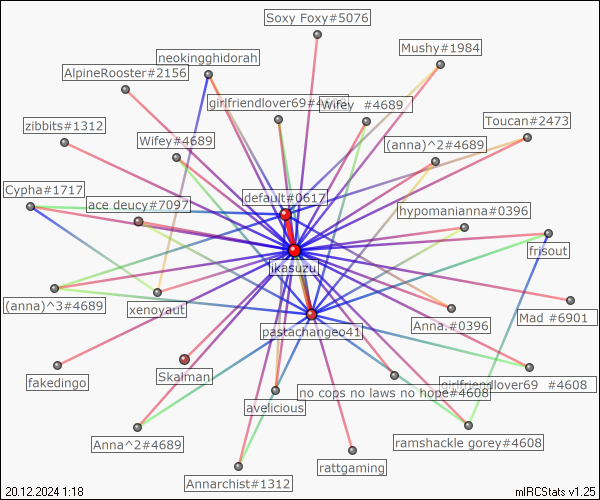 Soxy Foxy#5076
Mushy#1984
neokingghidorah
AlpineRooster#2156
girlfriendlover69#4
Wifey #4689
Toucan#2473
zibbits#1312
Wifey#4689
(anna)^2#4689
Cypha#1717
default#0617
ace deucy#7097
hypomanianna#0396
frisout
[ikasuzu]
(anna)^3#4689
xenoyaut
Mad #6901
Anna.#0396
pastachangeo41
fakedingo
Skalman
girlfriendlover69 #4608
no cops no laws no hope#4608
avelicious
Anna^2#4689
ramshackle gorey#4608
rattgaming
Annarchist#1312
20.12.2024 1:18
mIRCStats v1.25